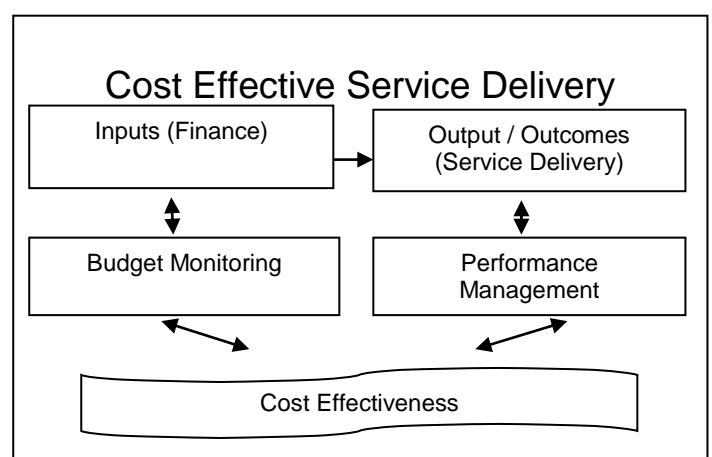 Cost Effective Service Delivery
Inputs (Finance)
Output / Outcomes
(Service Delivery)
Budget Monitoring
Performance
Management
Cost Effectiveness